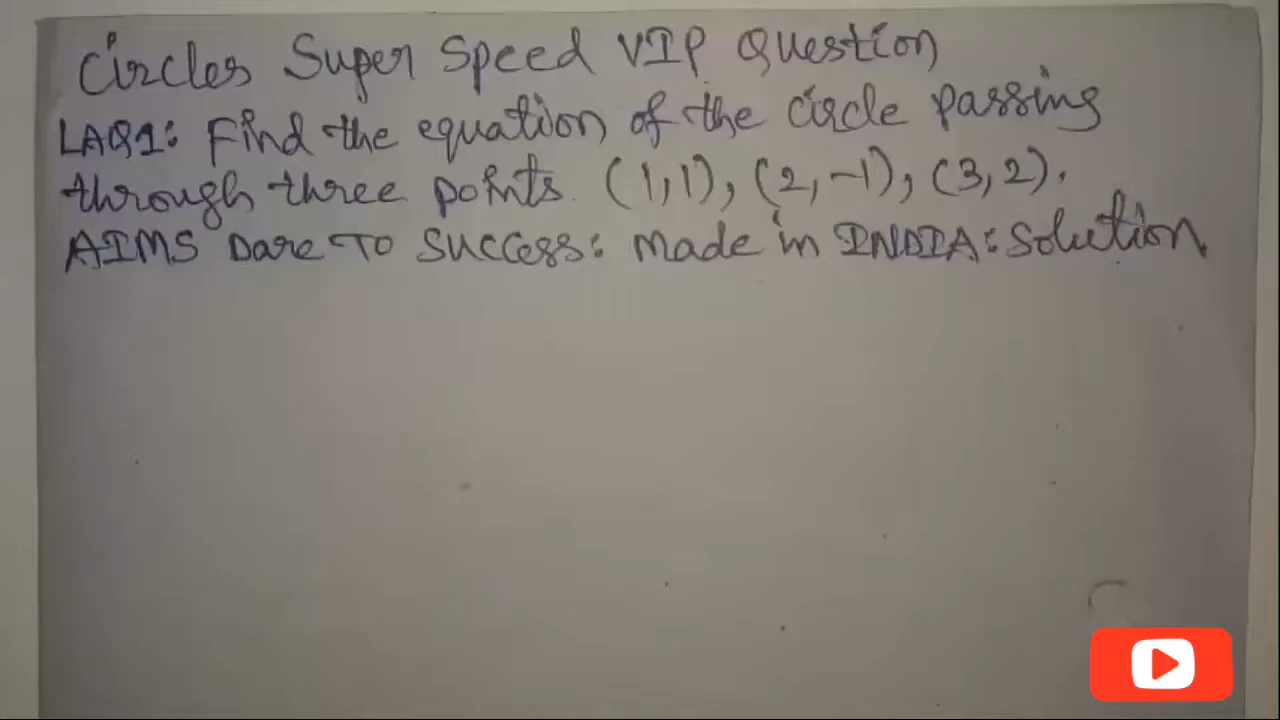 Circles Super Speed VIP Question
LAQ1: Find the equation of the circle passing
through three points (1,1), (2,-1), (3,2).
AIMS Dare To Success: Made in INDIA: Solution.